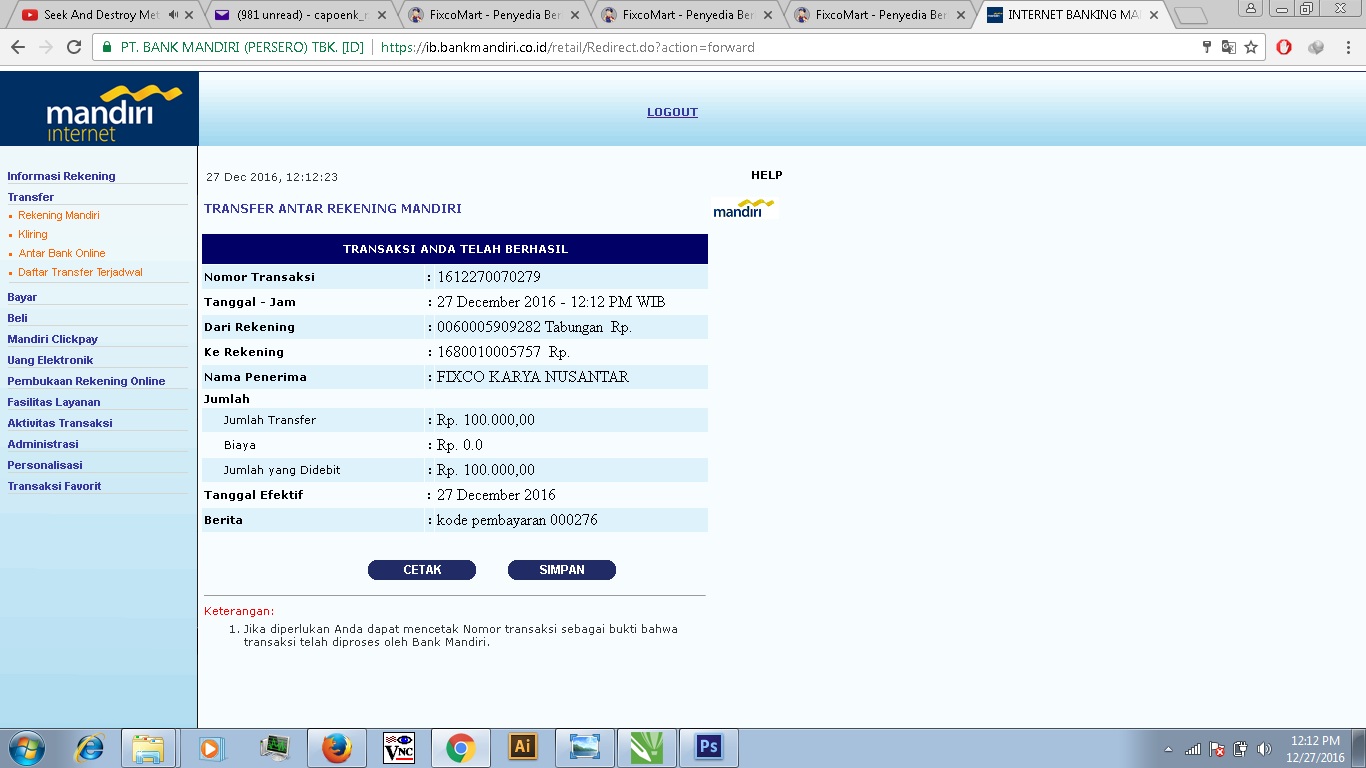 Seek And Destroy Met
(981 unread) - capoenk_r
FixcoMart - Penyedia Ber
FixcoMart - Penyedia Ber
FixcoMart - Penyedia Ber
INTERNET BANKING MA
PT. BANK MANDIRI (PERSERO) TBK. [ID]
https://ib.bankmandiri.co.id/retail/Redirect.do?action=forward
mandiri
internet
LOGOUT
Informasi Rekening
Transfer
Rekening Mandiri
Kliring
Antar Bank Online
Daftar Transfer Terjadwal
Bayar
Beli
Mandiri Clickpay
Uang Elektronik
Pembukaan Rekening Online
Fasilitas Layanan
Aktivitas Transaksi
Administrasi
Personalisasi
Transaksi Favorit
27 Dec 2016, 12:12:23
HELP
TRANSFER ANTAR REKENING MANDIRI
mandiri
TRANSAKSI ANDA TELAH BERHASIL
Nomor Transaksi : 1612270070279
Tanggal - Jam : 27 December 2016 - 12:12 PM WIB
Dari Rekening : 0060005909282 Tabungan Rp.
Ke Rekening : 1680010005757 Rp.
Nama Penerima : FIXCO KARYA NUSANTAR
Jumlah
Jumlah Transfer : Rp. 100.000,00
Biaya : Rp. 0.0
Jumlah yang Didebit : Rp. 100.000,00
Tanggal Efektif : 27 December 2016
Berita : kode pembayaran 000276
CETAK
SIMPAN
Keterangan:
1. Jika diperlukan Anda dapat mencetak Nomor transaksi sebagai bukti bahwa
transaksi telah diproses oleh Bank Mandiri.
VNC
Ai
Ps
12:12 PM
12/27/2016